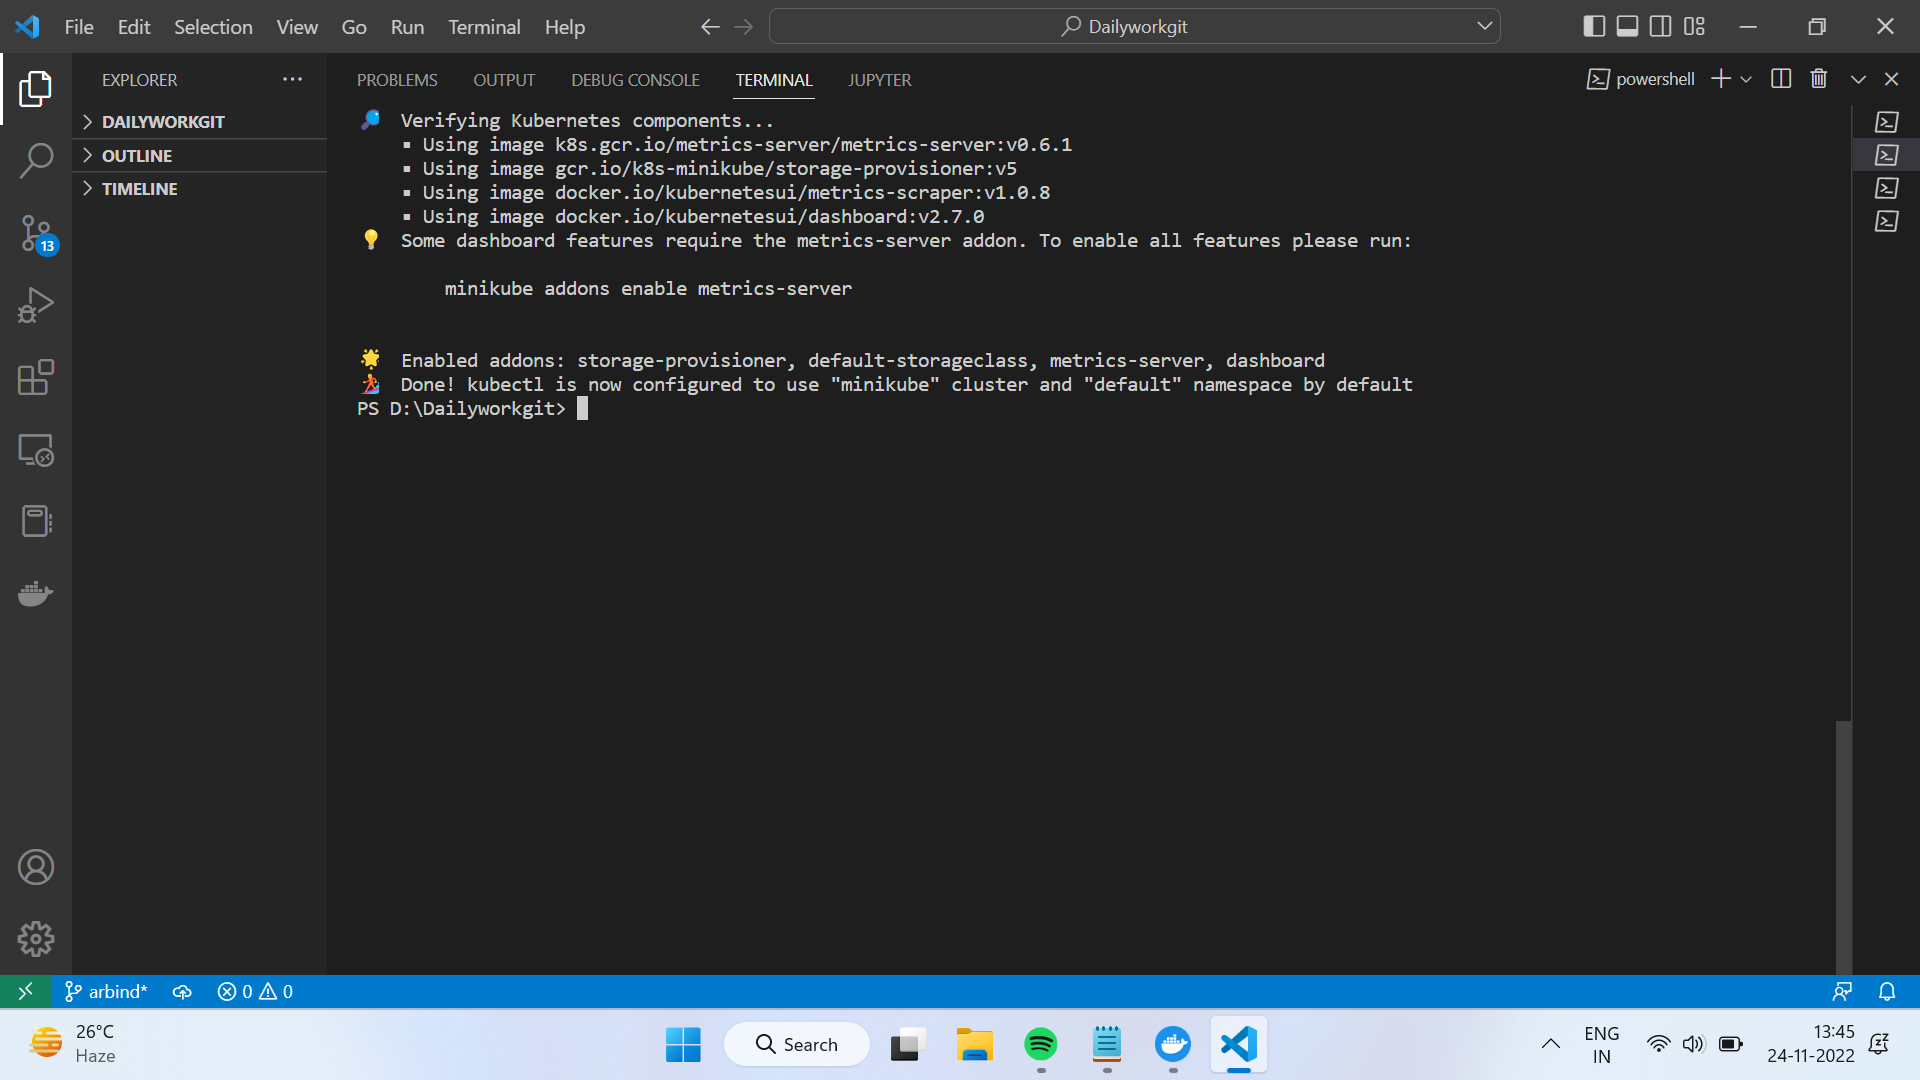 File Edit Selection View Go Run Terminal Help
Dailyworkgit
EXPLORER
PROBLEMS OUTPUT DEBUG CONSOLE TERMINAL JUPYTER
powershell
DAILYWORKGIT
OUTLINE
TIMELINE
13
Verifying Kubernetes components...
▪ Using image k8s.gcr.io/metrics-server/metrics-server:v0.6.1
▪ Using image gcr.io/k8s-minikube/storage-provisioner:v5
▪ Using image docker.io/kubernetesui/metrics-scraper:v1.0.8
▪ Using image docker.io/kubernetesui/dashboard:v2.7.0
Some dashboard features require the metrics-server addon. To enable all features please run:
minikube addons enable metrics-server
Enabled addons: storage-provisioner, default-storageclass, metrics-server, dashboard
Done! kubectl is now configured to use "minikube" cluster and "default" namespace by default
PS D:\Dailyworkgit>
arbind* 0 0
26°C
Haze
Search
ENG
IN
13:45
24-11-2022